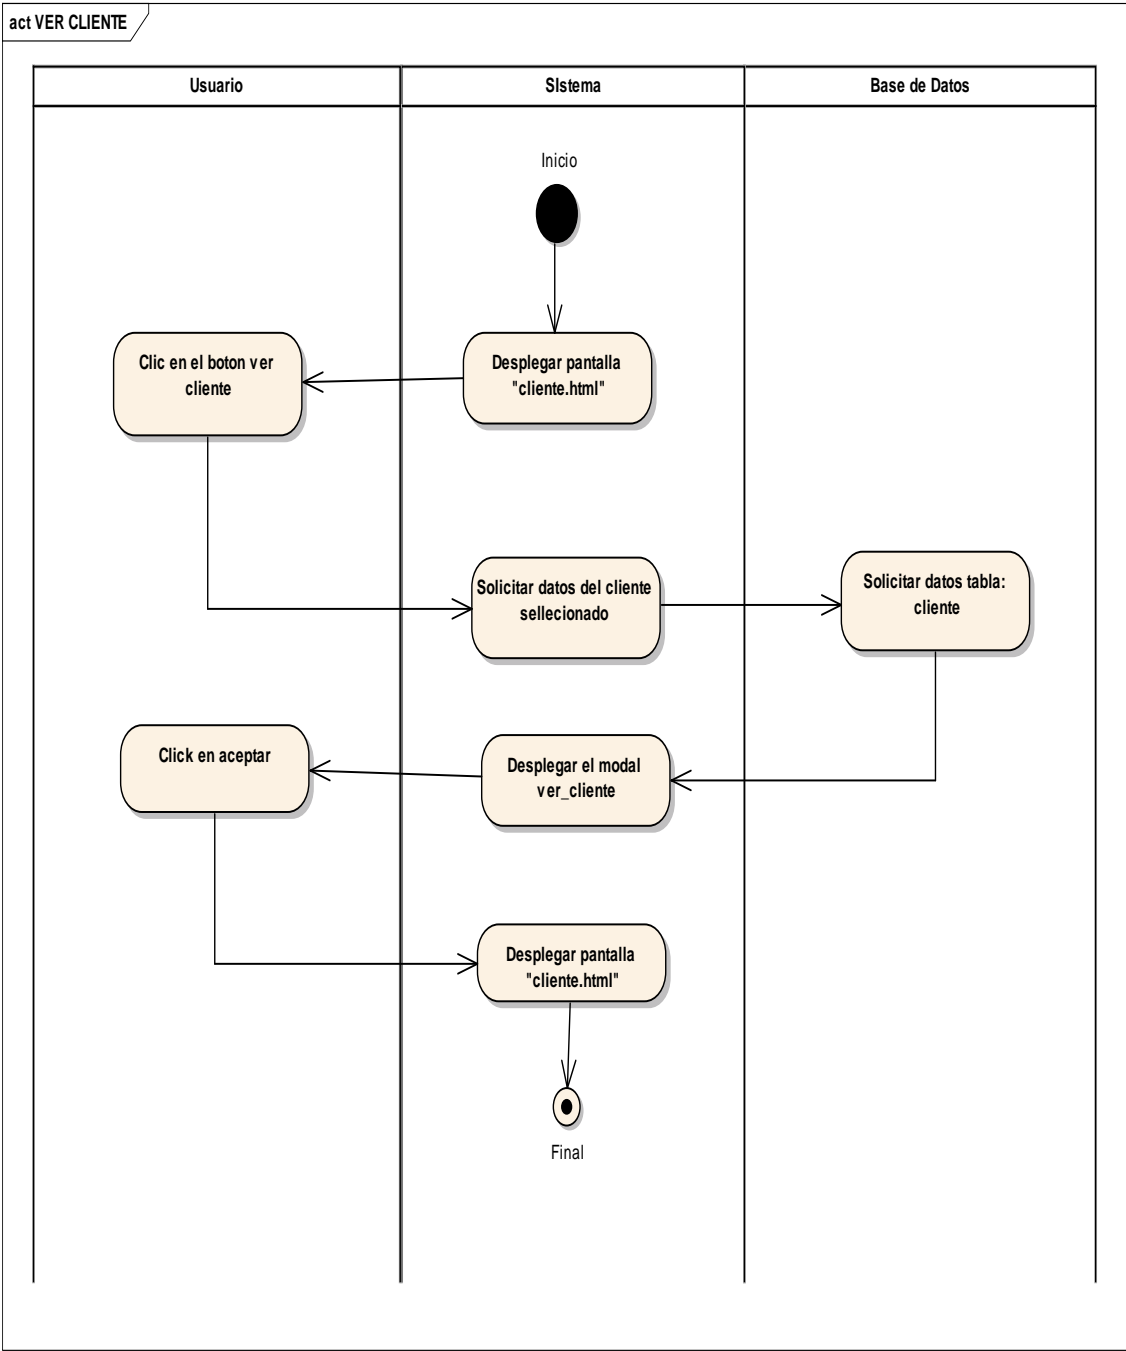 act VER CLIENTE
Usuario
SIstema
Base de Datos
Inicio
Clic en el boton ver
cliente
Desplegar pantalla
"cliente.html"
Solicitar datos del cliente
sellecionado
Solicitar datos tabla:
cliente
Click en aceptar
Desplegar el modal
ver_cliente
Desplegar pantalla
"cliente.html"
Final